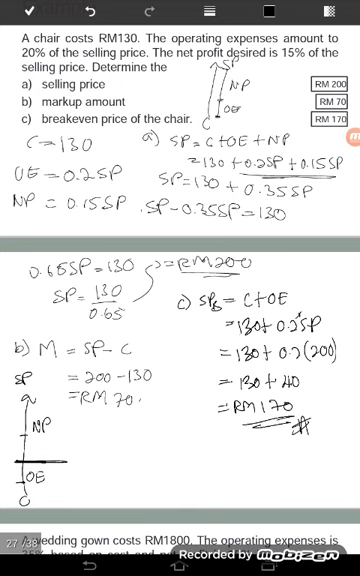 A chair costs RM130. The operating expenses amount to
20% of the selling price. The net profit desired is 15% of the
selling price. Determine the
a) selling price RM 200
b) markup amount RM 70
c) breakeven price of the chair. RM 170
SP
NP
OE
C
C = 130
OE = 0.2SP
NP = 0.15SP
a) SP = C+OE+NP
= 130 + 0.2SP + 0.15SP
SP = 130 + 0.35SP
SP - 0.35SP = 130
0.65SP = 130
SP = 130
0.65
= RM200
b) M = SP - C
= 200 - 130
= RM 70.
SP
NP
OE
C
c) SPB = C+OE
= 130 + 0.2SP
= 130 + 0.2(200)
= 130 + 40
= RM 170
#
27 / 38
A wedding gown costs RM1800. The operating expenses is
Recorded by Mobizen